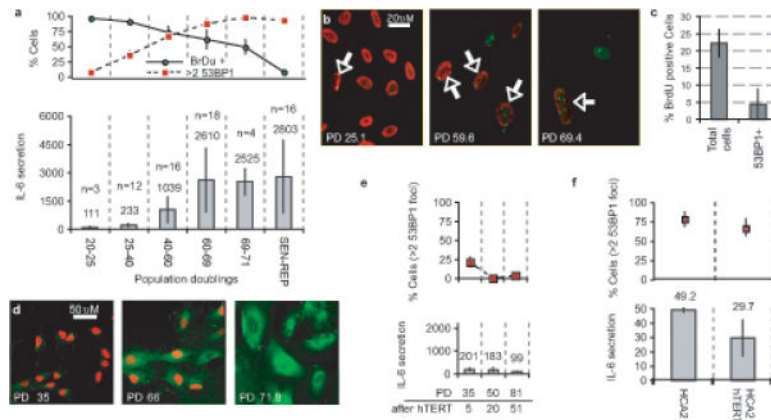 a
% Cells
100
75
50
25
0
BrDu +
>2 53BP1
IL-6 secretion
6000
4500
3000
1500
0
n=3
111
n=12
233
n=16
1039
n=18
2610
n=4
2525
n=16
2803
20-25
25-40
40-60
60-69
69-71
SEN-REP
Population doublings
b
20uM
PD 25.1
PD 59.6
PD 69.4
c
% BrdU positive Cells
30
25
20
15
10
5
0
Total cells
53BP1+
d
50uM
PD 35
PD 66
PD 71.8
e
% Cells (>2 53BP1 foci)
100
75
50
25
0
IL-6 secretion
2000
1000
0
201
183
99
PD 35 50 81
after hTERT 5 20 51
f
% Cells (>2 53BP1 foci)
100
75
50
25
0
IL-6 secretion
50
40
30
20
10
0
49.2
29.7
HCA2
HCA2 hTERT